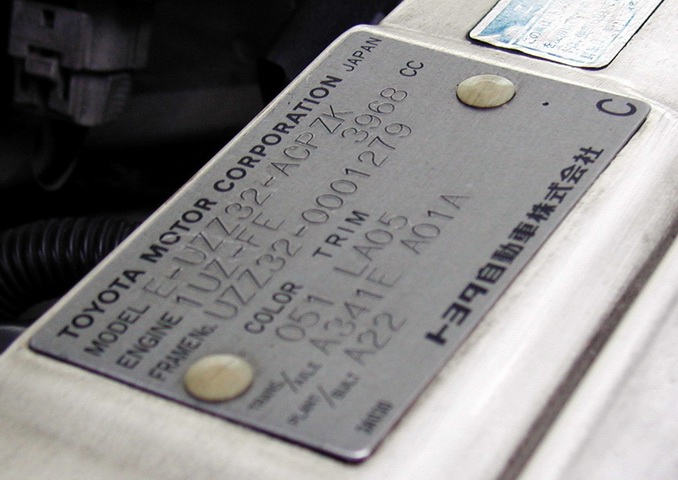 TOYOTA MOTOR CORPORATION JAPAN
MODEL E-UZZ32-ACPZK
ENGINE 1UZ-FE 3968 CC
FRAME No. UZZ32-0001279
COLOR TRIM
051 LA05
TRANS./AXLE A341E A01A
PLANT/BUILT A22
トヨタ自動車株式会社
C